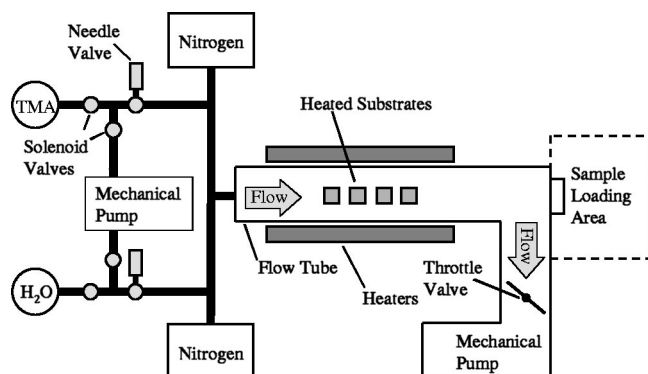 Needle
Valve
Nitrogen
TMA
Solenoid
Valves
Mechanical
Pump
H₂O
Nitrogen
Heated Substrates
Flow
Flow Tube
Heaters
Sample
Loading
Area
Flow
Throttle
Valve
Mechanical
Pump